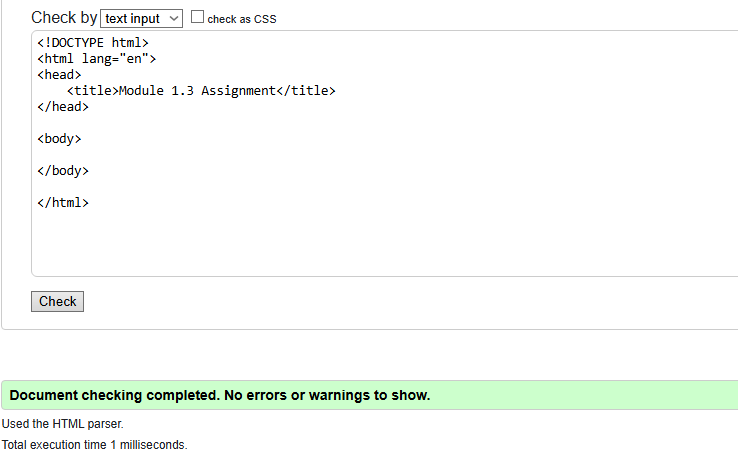 Check by text input check as CSS
<!DOCTYPE html>
<html lang="en">
<head>
    <title>Module 1.3 Assignment</title>
</head>
<body>
</body>
</html>
Check
Document checking completed. No errors or warnings to show.
Used the HTML parser.
Total execution time 1 milliseconds.